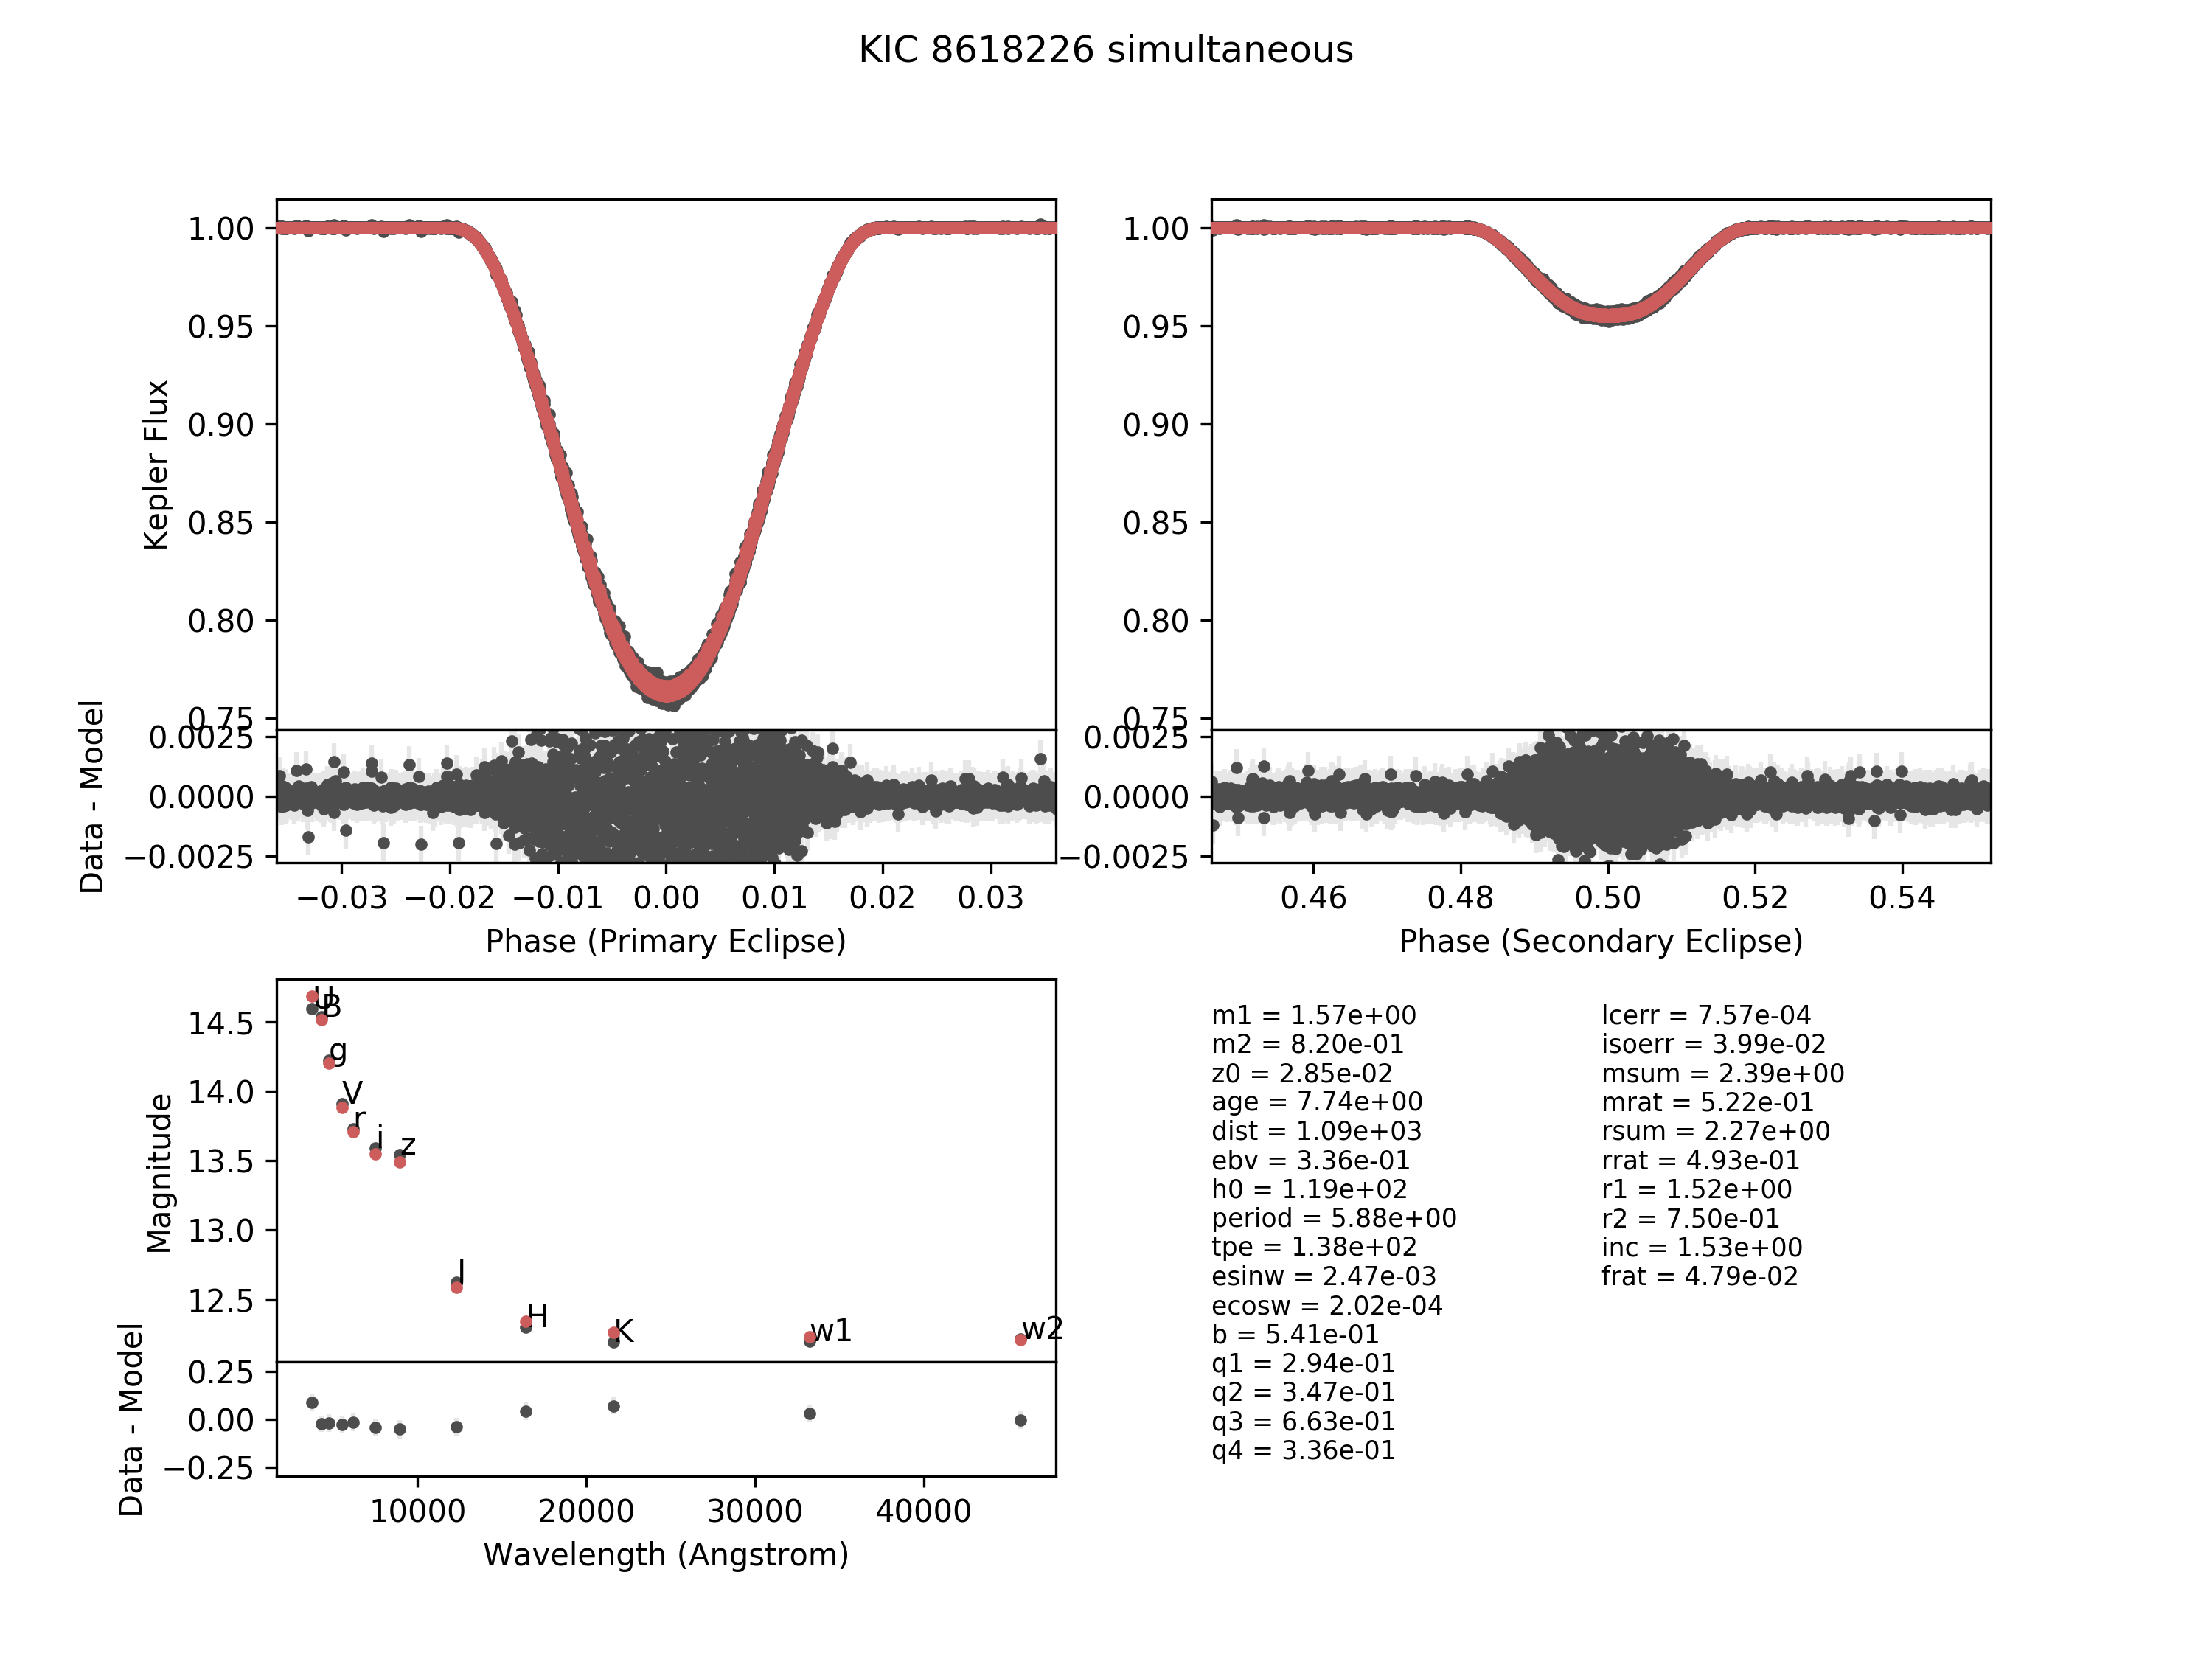 KIC 8618226 simultaneous
Kepler Flux
1.00
0.95
0.90
0.85
0.80
0.75
1.00
0.95
0.90
0.85
0.80
0.75
Data - Model
0.0025
0.0000
−0.0025
0.0025
0.0000
−0.0025
−0.03 −0.02 −0.01 0.00 0.01 0.02 0.03
0.46 0.48 0.50 0.52 0.54
Phase (Primary Eclipse)
Phase (Secondary Eclipse)
Magnitude
14.5
14.0
13.5
13.0
12.5
U
B
g
V
r
i
z
J
H
K
w1
w2
Data - Model
0.25
0.00
−0.25
10000 20000 30000 40000
Wavelength (Angstrom)
m1 = 1.57e+00
m2 = 8.20e-01
z0 = 2.85e-02
age = 7.74e+00
dist = 1.09e+03
ebv = 3.36e-01
h0 = 1.19e+02
period = 5.88e+00
tpe = 1.38e+02
esinw = 2.47e-03
ecosw = 2.02e-04
b = 5.41e-01
q1 = 2.94e-01
q2 = 3.47e-01
q3 = 6.63e-01
q4 = 3.36e-01
lcerr = 7.57e-04
isoerr = 3.99e-02
msum = 2.39e+00
mrat = 5.22e-01
rsum = 2.27e+00
rrat = 4.93e-01
r1 = 1.52e+00
r2 = 7.50e-01
inc = 1.53e+00
frat = 4.79e-02